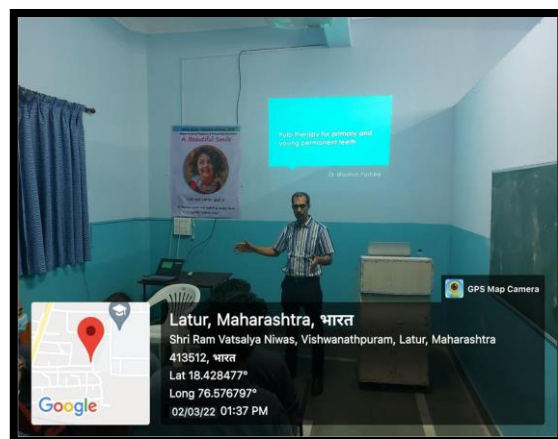 A Beautiful Smile
Pulp therapy for primary and
young permanent teeth
GPS Map Camera
Latur, Maharashtra, भारत
Shri Ram Vatsalya Niwas, Vishwanathpuram, Latur, Maharashtra
413512, भारत
Lat 18.428477°
Long 76.576797°
02/03/22 01:37 PM
Google